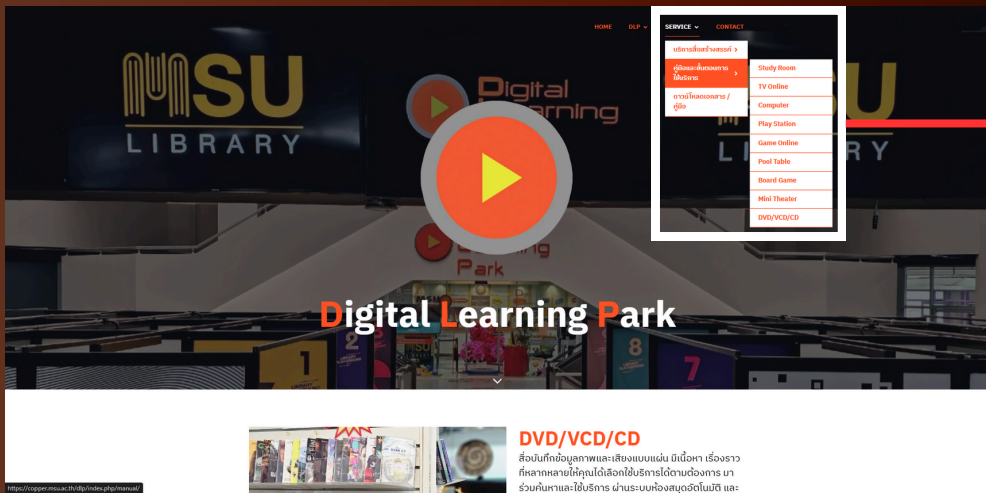 HOME DLP SERVICE CONTACT
บริการสื่อสร้างสรรค์
คู่มือและขั้นตอนการ
ใช้บริการ
ดาวน์โหลดเอกสาร /
คู่มือ
Study Room
TV Online
Computer
Play Station
Game Online
Pool Table
Board Game
Mini Theater
DVD/VCD/CD
MSU
LIBRARY
Digital
Learning
Park
L RY
U
Digital Learning Park
1
2
8
7
DVD/VCD/CD
สื่อบันทึกข้อมูลภาพและเสียงแบบแผ่น มีเนื้อหา เรื่องราว
ที่หลากหลายให้คุณได้เลือกใช้บริการได้ตามต้องการ มา
ร่วมค้นหาและใช้บริการ ผ่านระบบห้องสมุดอัตโนมัติ และ
https://copper.msu.ac.th/dlp/index.php/manual/